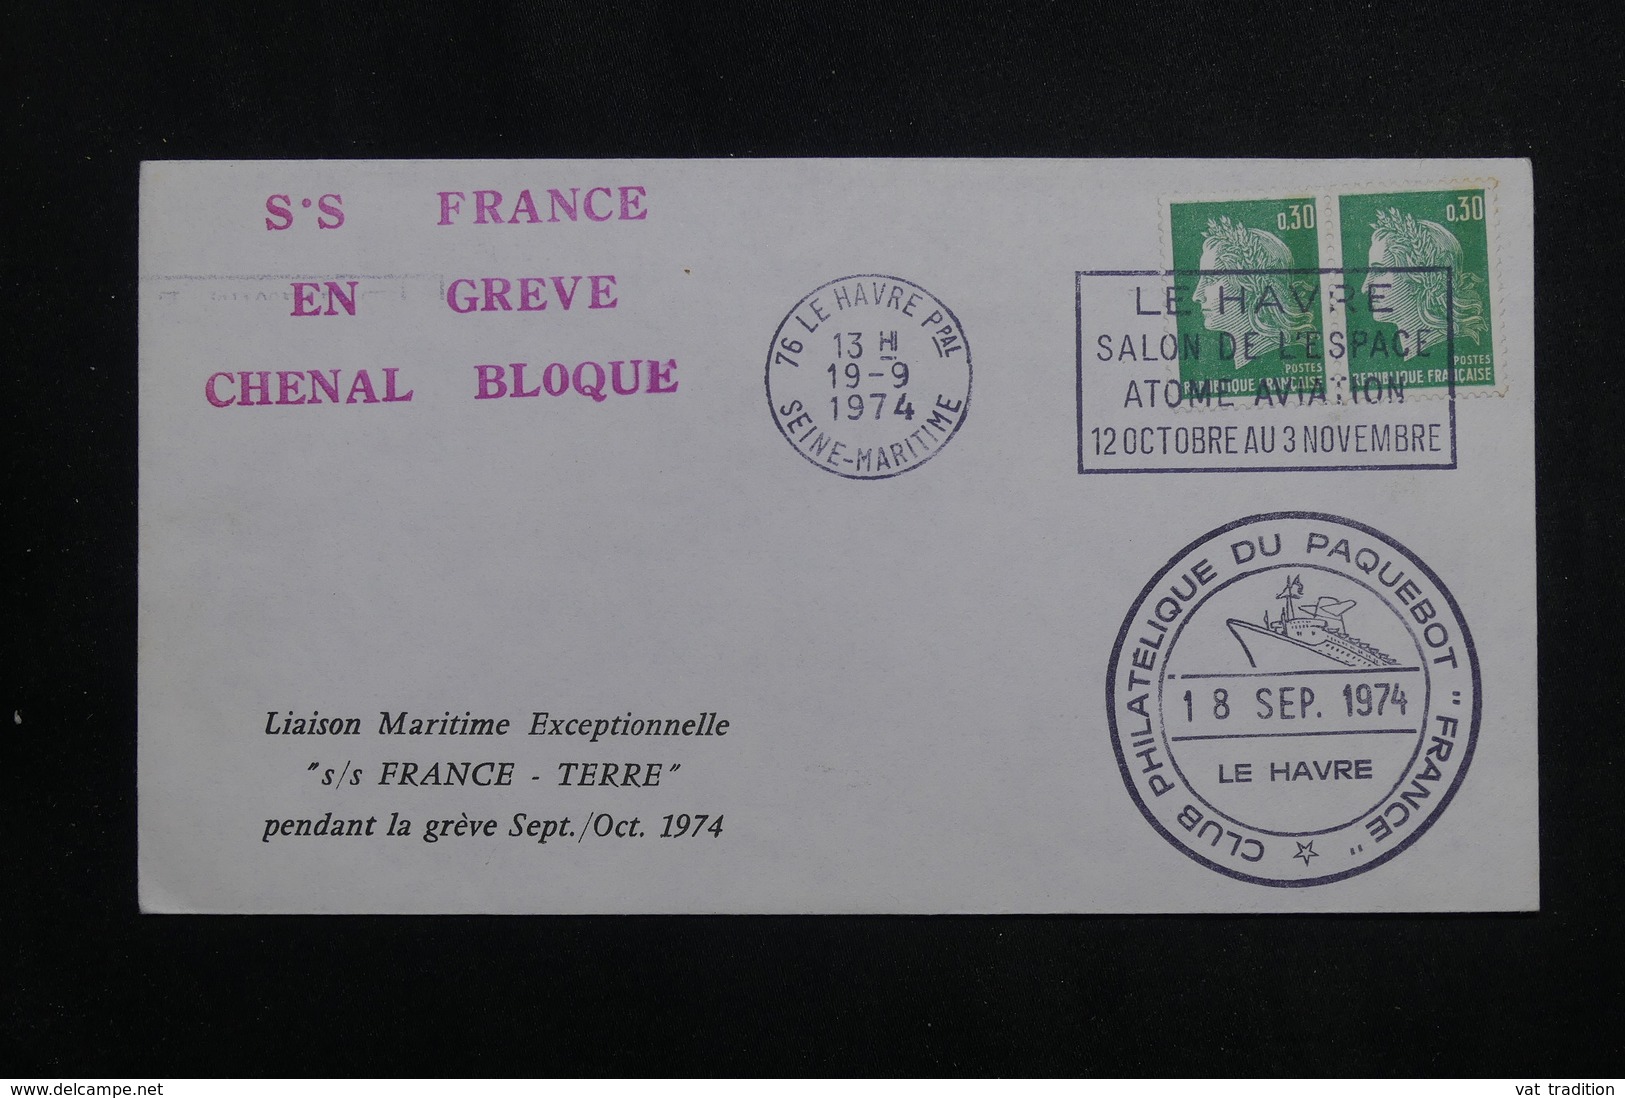 S.S FRANCE
EN GREVE
CHENAL BLOQUE
76 LE HAVRE PPAL
13 H
19-9
1974
SEINE-MARITIME
0,30
POSTES
REPUBLIQUE FRANÇAISE
0,30
POSTES
REPUBLIQUE FRANÇAISE
LE HAVRE
SALON DE L'ESPACE
ATOME AVIATION
12 OCTOBRE AU 3 NOVEMBRE
CLUB PHILATÉLIQUE DU PAQUEBOT "FRANCE"
18 SEP. 1974
LE HAVRE
Liaison Maritime Exceptionnelle
"s/s FRANCE - TERRE"
pendant la grève Sept./Oct. 1974
www.delcampe.net
vat tradition